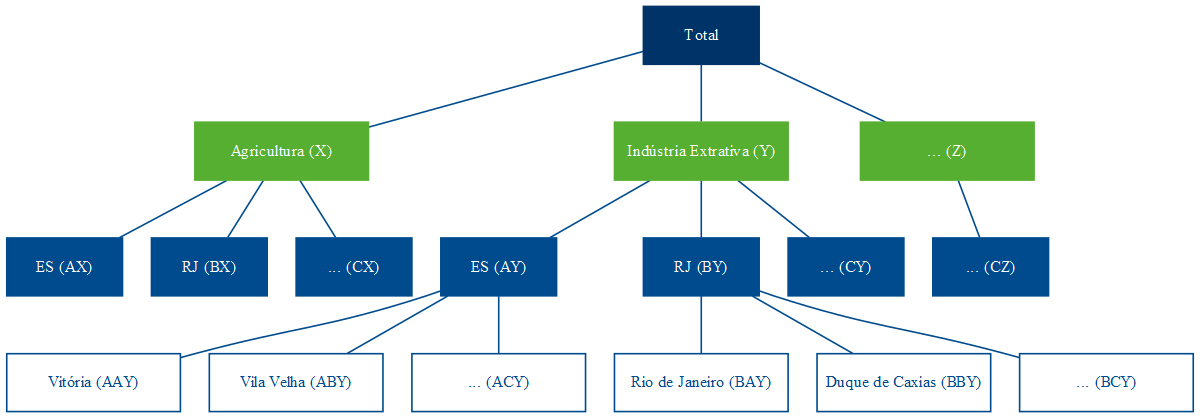 Total
Agricultura (X)
Indústria Extrativa (Y)
... (Z)
ES (AX)
RJ (BX)
... (CX)
ES (AY)
RJ (BY)
... (CY)
... (CZ)
Vitória (AAY)
Vila Velha (ABY)
... (ACY)
Rio de Janeiro (BAY)
Duque de Caxias (BBY)
... (BCY)